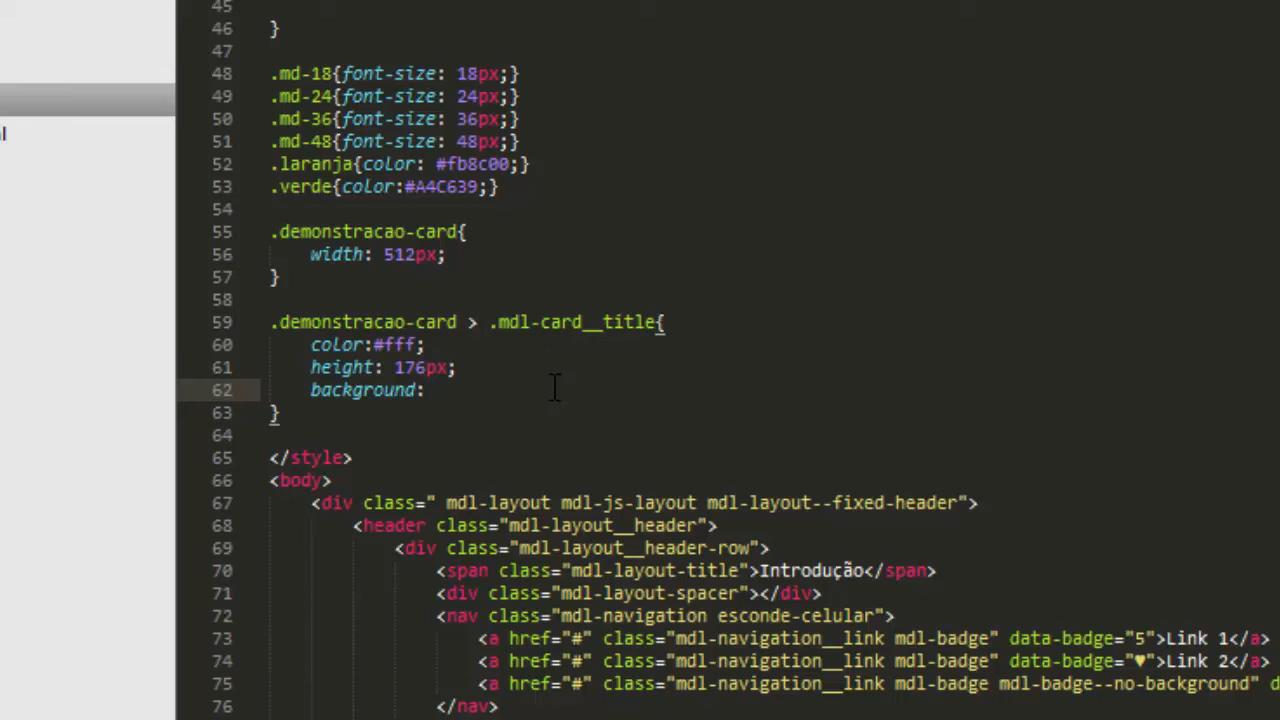 45
46 }
47
48 .md-18{font-size: 18px;}
49 .md-24{font-size: 24px;}
50 .md-36{font-size: 36px;}
51 .md-48{font-size: 48px;}
52 .laranja{color: #fb8c00;}
53 .verde{color:#A4C639;}
54
55 .demonstracao-card{
56 width: 512px;
57 }
58
59 .demonstracao-card > .mdl-card__title{
60 color:#fff;
61 height: 176px;
62 background:
63 }
64
65 </style>
66 <body>
67 <div class=" mdl-layout mdl-js-layout mdl-layout--fixed-header">
68 <header class="mdl-layout__header">
69 <div class="mdl-layout__header-row">
70 <span class="mdl-layout-title">Introdução</span>
71 <div class="mdl-layout-spacer"></div>
72 <nav class="mdl-navigation esconde-celular">
73 <a href="#" class="mdl-navigation__link mdl-badge" data-badge="5">Link 1</a>
74 <a href="#" class="mdl-navigation__link mdl-badge" data-badge="♥">Link 2</a>
75 <a href="#" class="mdl-navigation__link mdl-badge mdl-badge--no-background" d
76 </nav>